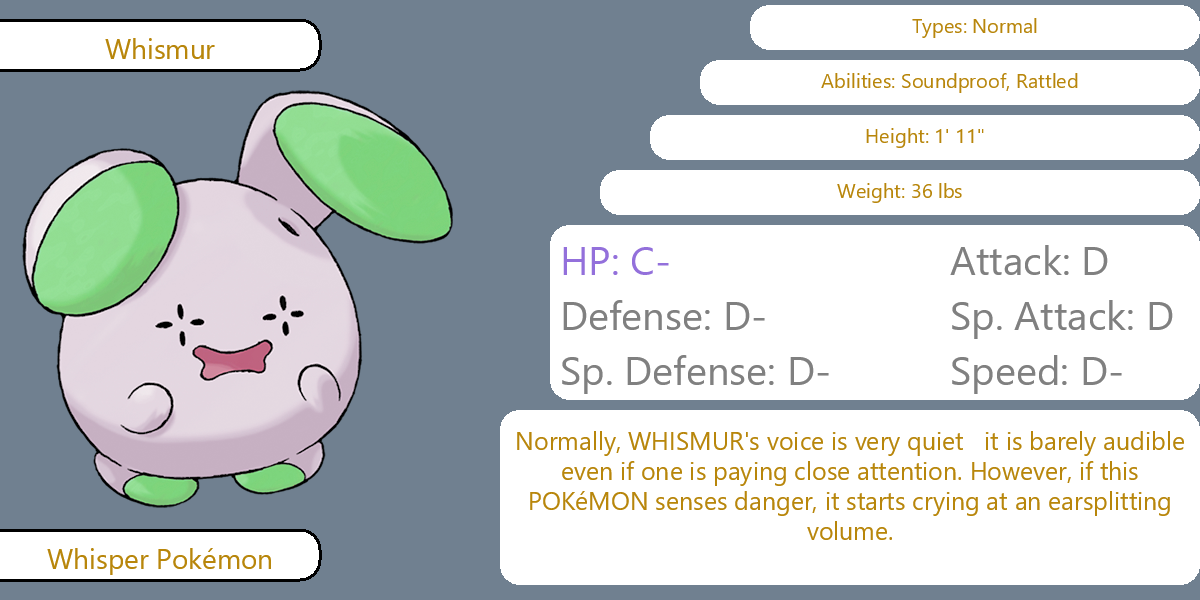 Whismur
Types: Normal
Abilities: Soundproof, Rattled
Height: 1' 11"
Weight: 36 lbs
HP: C-
Attack: D
Defense: D-
Sp. Attack: D
Sp. Defense: D-
Speed: D-
Normally, WHISMUR's voice is very quiet   it is barely audible
even if one is paying close attention. However, if this
POKéMON senses danger, it starts crying at an earsplitting
volume.
Whisper Pokémon